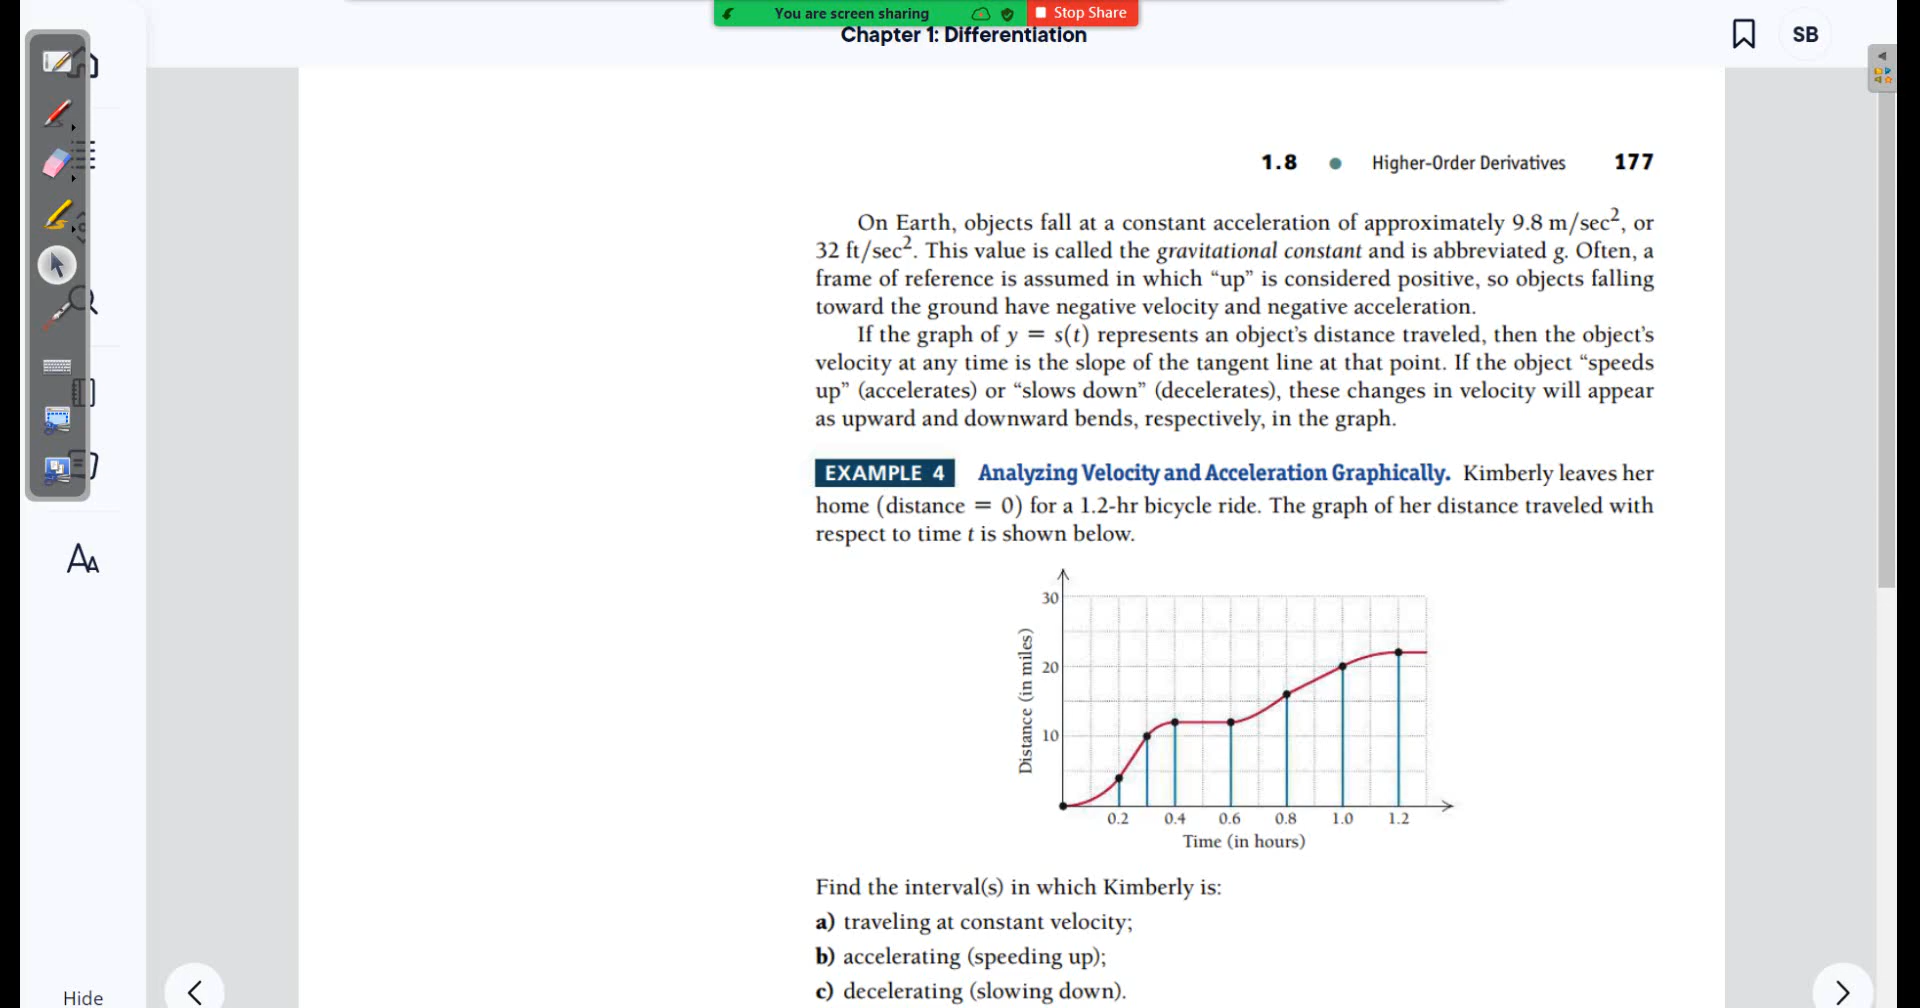 You are screen sharing
Stop Share
Chapter 1: Differentiation
SB
1.8 ● Higher-Order Derivatives 177
On Earth, objects fall at a constant acceleration of approximately 9.8 m/sec², or
32 ft/sec². This value is called the gravitational constant and is abbreviated g. Often, a
frame of reference is assumed in which “up” is considered positive, so objects falling
toward the ground have negative velocity and negative acceleration.
If the graph of y = s(t) represents an object’s distance traveled, then the object’s
velocity at any time is the slope of the tangent line at that point. If the object “speeds
up” (accelerates) or “slows down” (decelerates), these changes in velocity will appear
as upward and downward bends, respectively, in the graph.
EXAMPLE 4 Analyzing Velocity and Acceleration Graphically. Kimberly leaves her
home (distance = 0) for a 1.2-hr bicycle ride. The graph of her distance traveled with
respect to time t is shown below.
30
20
10
Distance (in miles)
0.2 0.4 0.6 0.8 1.0 1.2
Time (in hours)
Find the interval(s) in which Kimberly is:
a) traveling at constant velocity;
b) accelerating (speeding up);
c) decelerating (slowing down).
AA
Hide